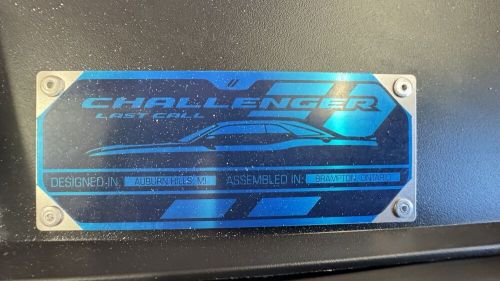 CHALLENGER
LAST CALL
DESIGNED IN: AUBURN HILLS, MI ASSEMBLED IN: BRAMPTON, ONTARIO